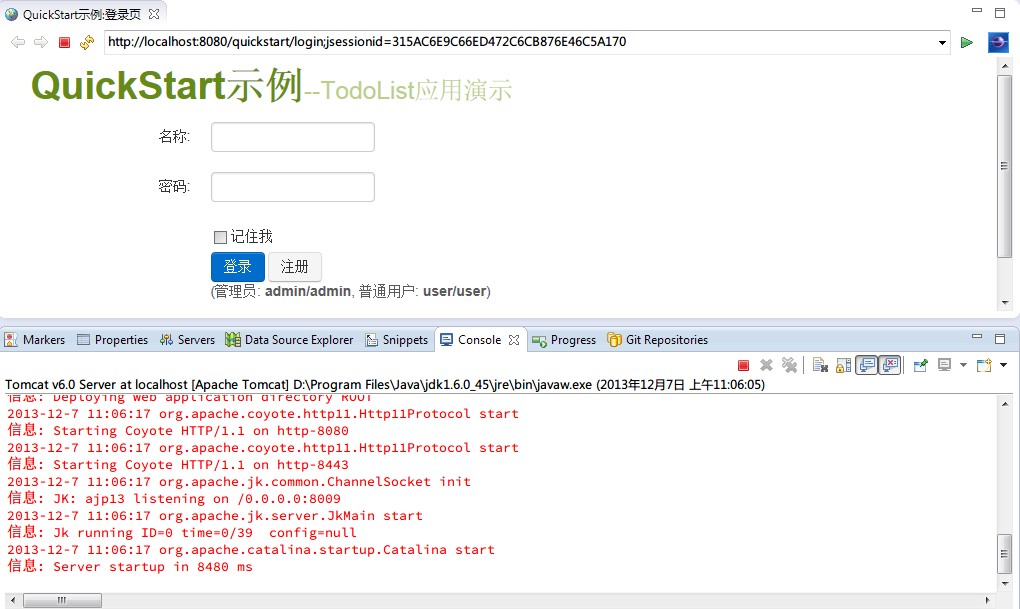 QuickStart示例:登录页
http://localhost:8080/quickstart/login;jsessionid=315AC6E9C66ED472C6CB876E46C5A170
QuickStart示例--TodoList应用演示
名称:
密码:
记住我
登录 注册
(管理员: admin/admin, 普通用户: user/user)
Markers Properties Servers Data Source Explorer Snippets Console Progress Git Repositories
Tomcat v6.0 Server at localhost [Apache Tomcat] D:\Program Files\Java\jdk1.6.0_45\jre\bin\javaw.exe (2013年12月7日 上午11:06:05)
信息: Deploying web application directory ROOT
2013-12-7 11:06:17 org.apache.coyote.http11.Http11Protocol start
信息: Starting Coyote HTTP/1.1 on http-8080
2013-12-7 11:06:17 org.apache.coyote.http11.Http11Protocol start
信息: Starting Coyote HTTP/1.1 on http-8443
2013-12-7 11:06:17 org.apache.jk.common.ChannelSocket init
信息: JK: ajp13 listening on /0.0.0.0:8009
2013-12-7 11:06:17 org.apache.jk.server.JkMain start
信息: Jk running ID=0 time=0/39  config=null
2013-12-7 11:06:17 org.apache.catalina.startup.Catalina start
信息: Server startup in 8480 ms